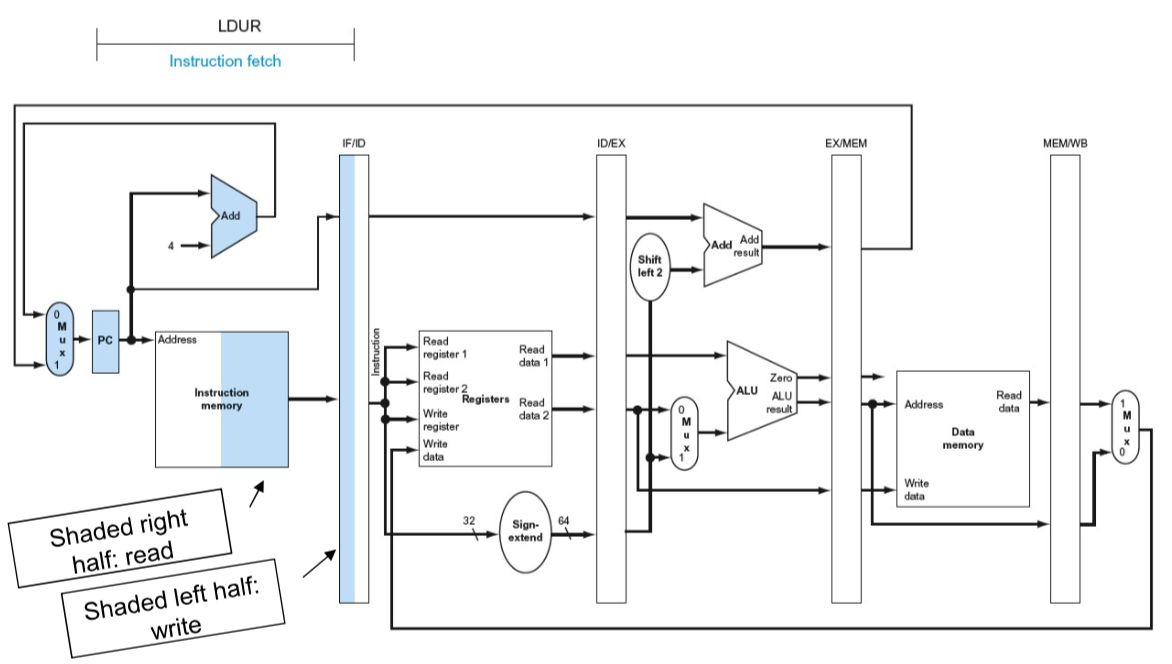 LDUR
Instruction fetch
IF/ID
ID/EX
EX/MEM
MEM/WB
Add
4
Add
Add
result
Shift
left 2
0
M
u
x
1
PC
Address
Instruction
memory
Instruction
Read
register 1
Read
register 2
Registers
Write
register
Write
data
Read
data 1
Read
data 2
0
M
u
x
1
Zero
ALU
ALU
result
Address
Read
data
Data
memory
Write
data
1
M
u
x
0
32
Sign-
extend
64
Shaded right
half: read
Shaded left half:
write